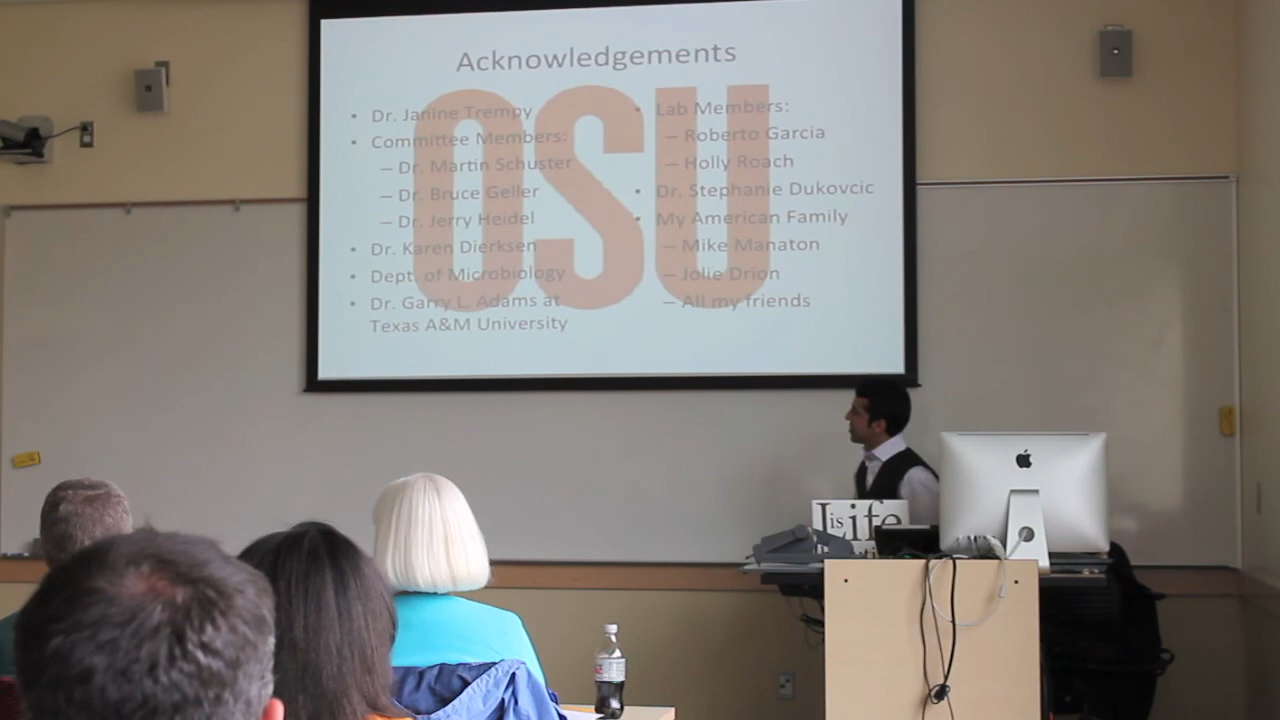 Acknowledgements
OSU
• Dr. Janine Trempy
• Committee Members:
– Dr. Martin Schuster
– Dr. Bruce Geller
– Dr. Jerry Heidel
• Dr. Karen Dierksen
• Dept. of Microbiology
• Dr. Garry L. Adams at
Texas A&M University
• Lab Members:
– Roberto Garcia
– Holly Roach
• Dr. Stephanie Dukovcic
• My American Family
– Mike Manaton
– Jolie Drion
– All my friends
is Life